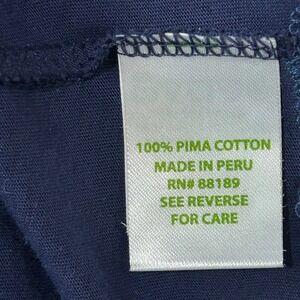 100% PIMA COTTON
MADE IN PERU
RN# 88189
SEE REVERSE
FOR CARE